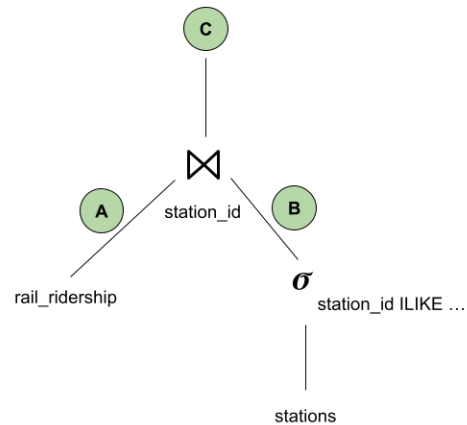 C
⋈
A
station_id
B
rail_ridership
σ
station_id ILIKE …
stations